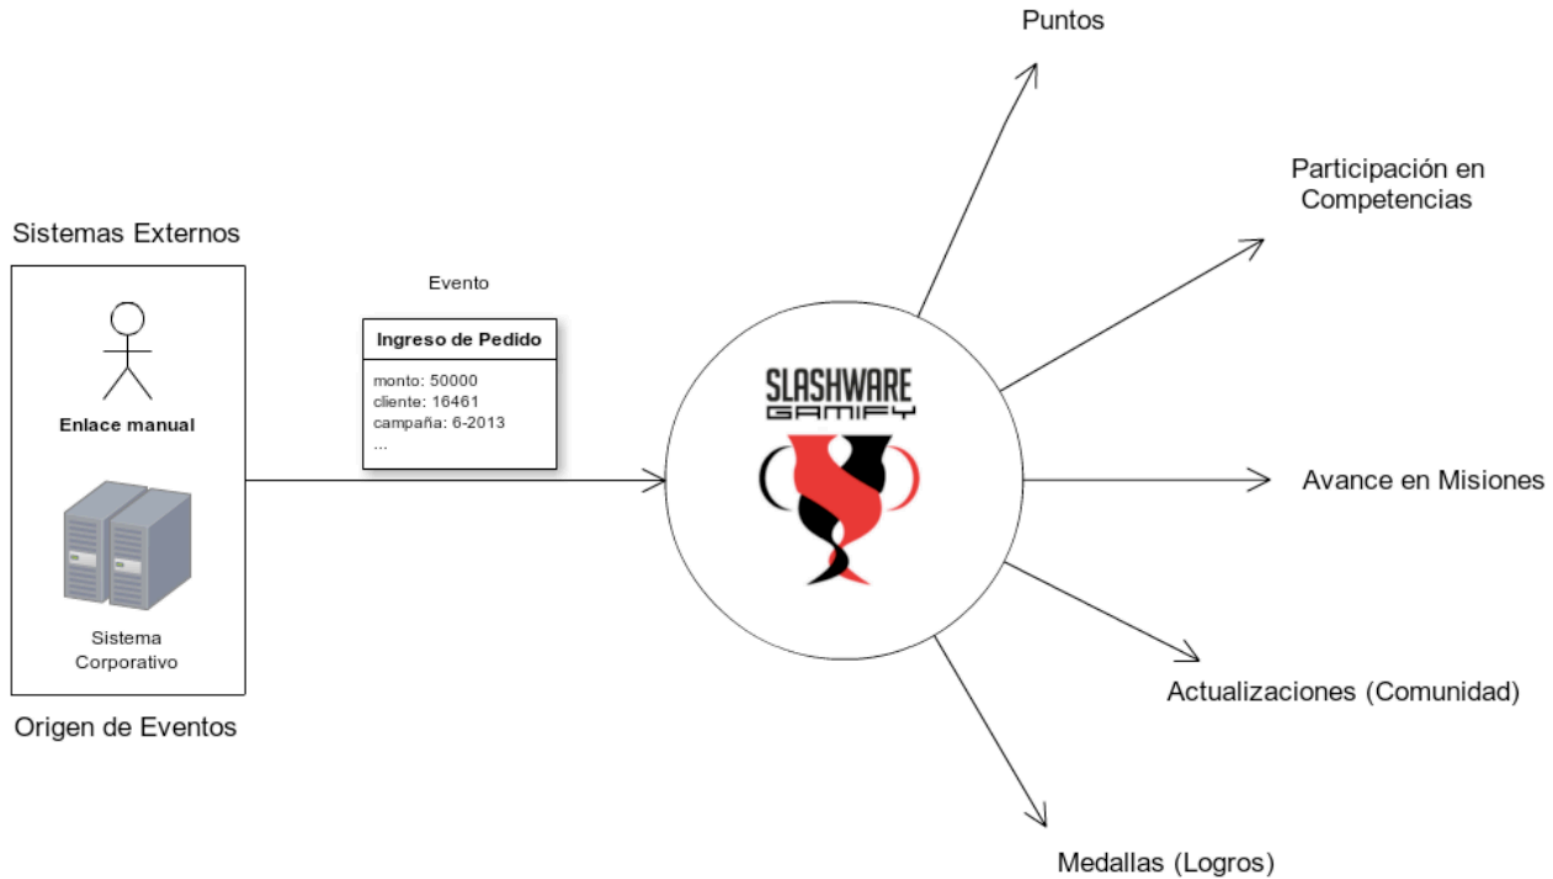 Puntos
Participación en
Competencias
Sistemas Externos
Evento
Ingreso de Pedido
monto: 50000
cliente: 16461
campaña: 6-2013
...
Enlace manual
SLASHWARE
GAMIFY
Avance en Misiones
Sistema
Corporativo
Actualizaciones (Comunidad)
Origen de Eventos
Medallas (Logros)